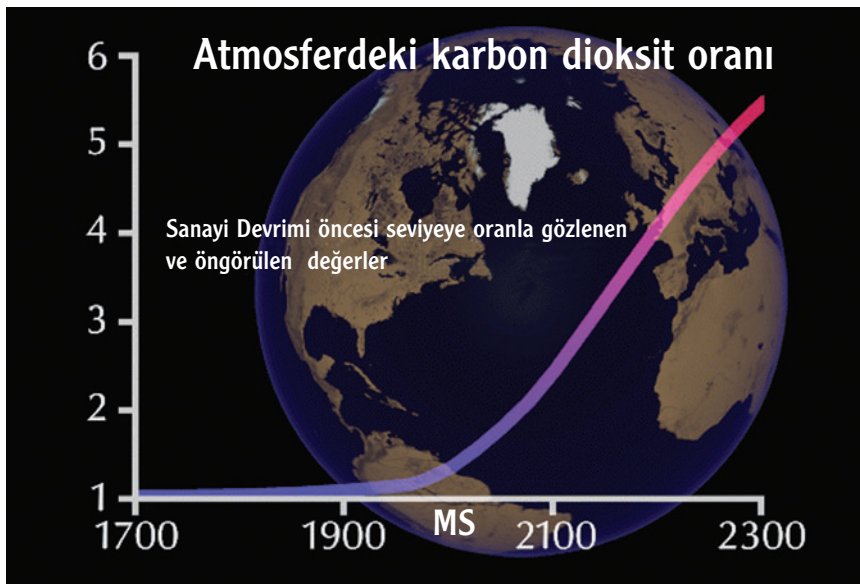 Atmosferdeki karbon dioksit oranı
6
5
4
3
2
1
Sanayi Devrimi öncesi seviyeye oranla gözlenen
ve öngörülen değerler
1700 1900 MS 2100 2300